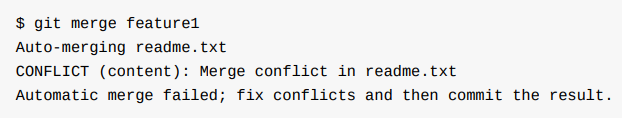 $ git merge feature1
Auto-merging readme.txt
CONFLICT (content): Merge conflict in readme.txt
Automatic merge failed; fix conflicts and then commit the result.